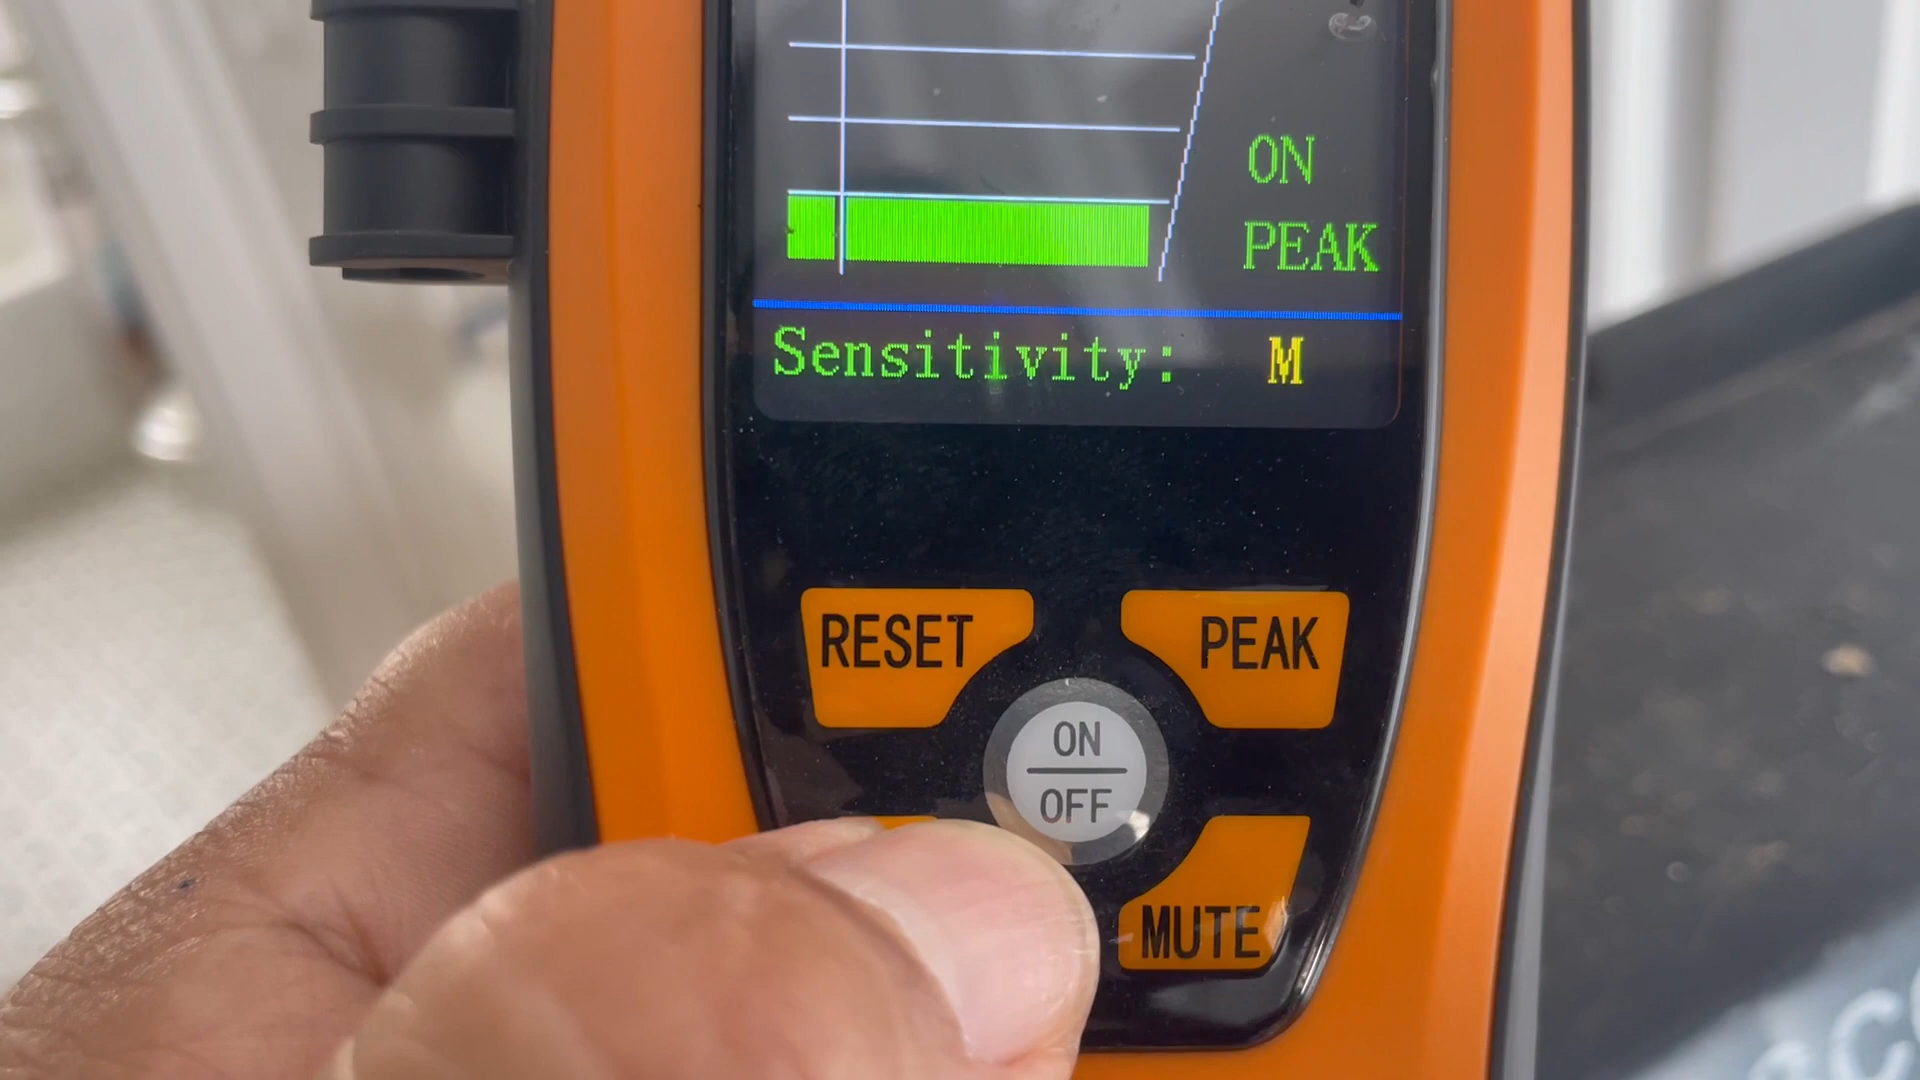 ON
PEAK
Sensitivity: M
RESET
PEAK
ON
OFF
MUTE